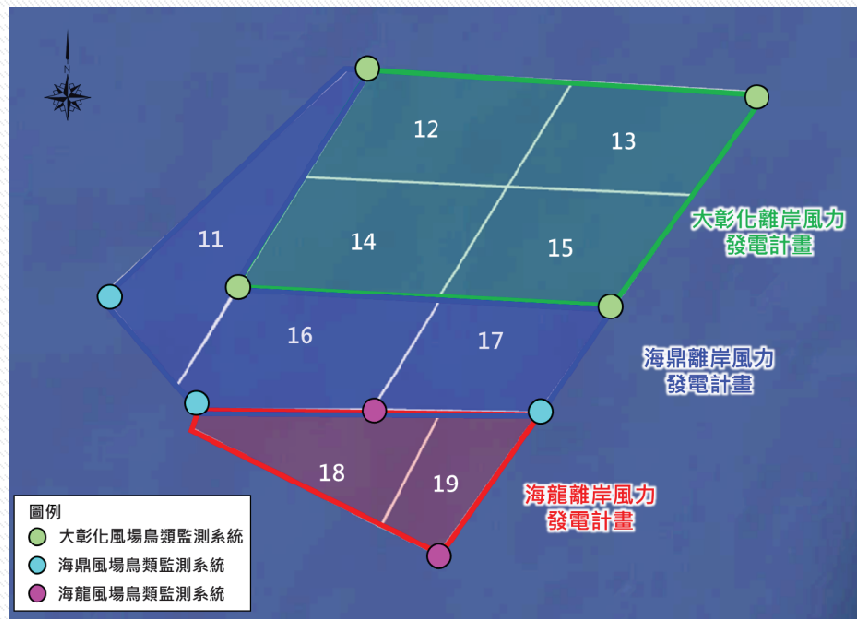 N
12
13
大彰化離岸風力
發電計畫
11
14
15
16
17
海鼎離岸風力
發電計畫
18
19
海龍離岸風力
發電計畫
圖例
大彰化風場鳥類監測系統
海鼎風場鳥類監測系統
海龍風場鳥類監測系統